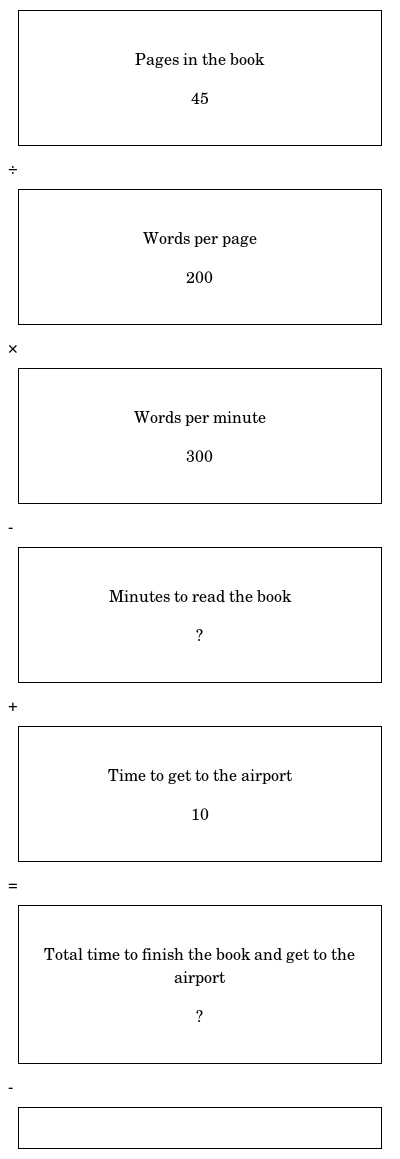 Pages in the book
45
÷
Words per page
200
×
Words per minute
300
-
Minutes to read the book
?
+
Time to get to the airport
10
=
Total time to finish the book and get to the
airport
?
-